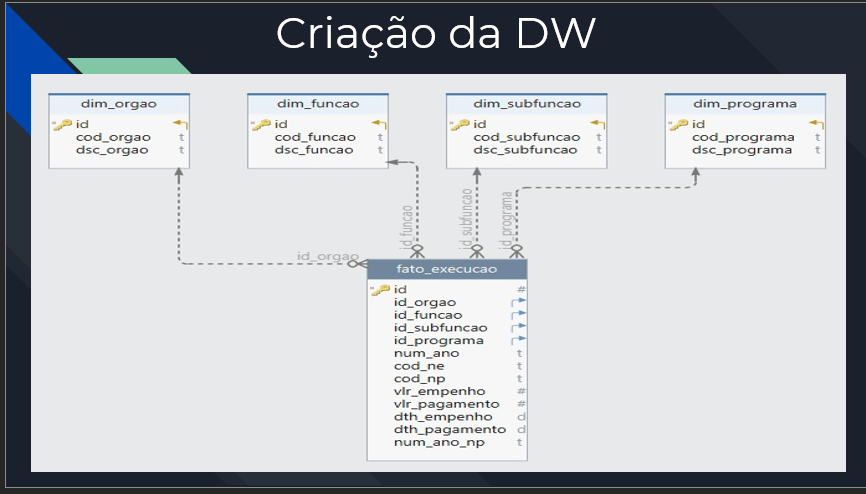 Criação da DW
dim_orgao
id
cod_orgao t
dsc_orgao t
dim_funcao
id
cod_funcao t
dsc_funcao t
dim_subfuncao
id
cod_subfuncao t
dsc_subfuncao t
dim_programa
id
cod_programa t
dsc_programa t
id_orgao
id_funcao
id_subfuncao
id_programa
fato_execucao
id #
id_orgao
id_funcao
id_subfuncao
id_programa
num_ano t
cod_ne t
cod_np t
vlr_empenho #
vlr_pagamento #
dth_empenho d
dth_pagamento d
num_ano_np t